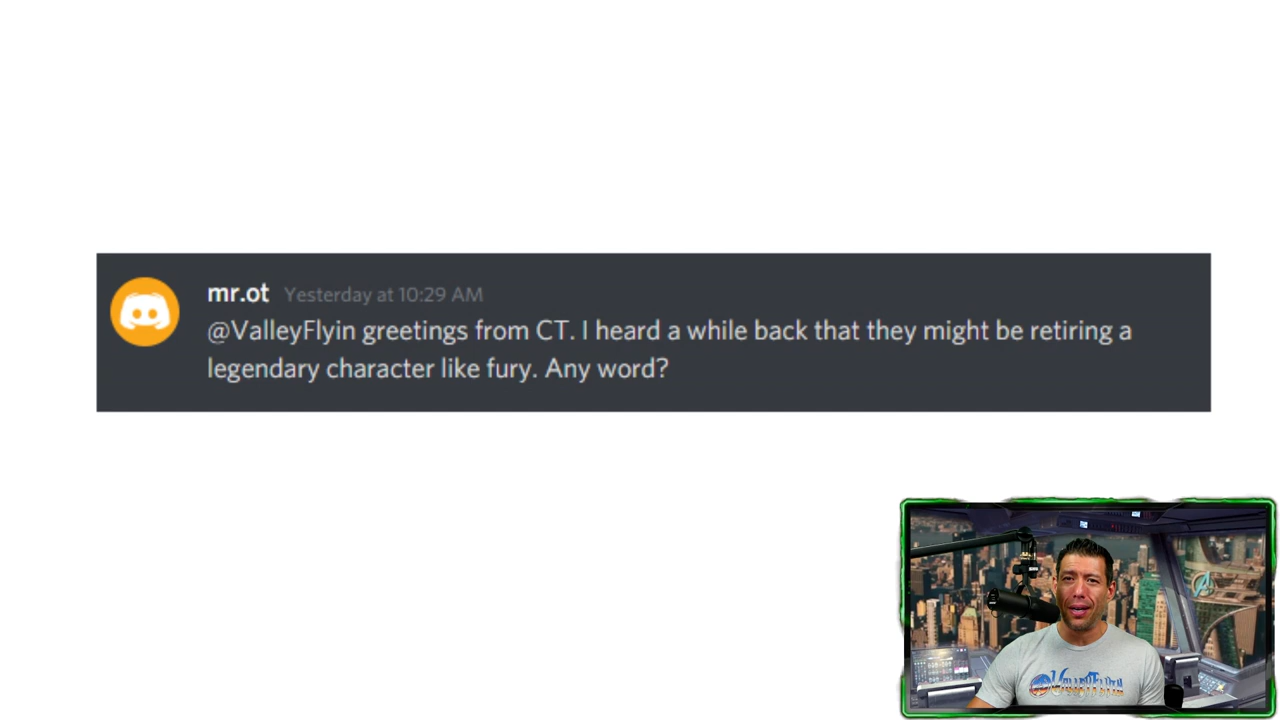 mr.ot Yesterday at 10:29 AM
@ValleyFlyin greetings from CT. I heard a while back that they might be retiring a
legendary character like fury. Any word?
VALLEYFLYIN